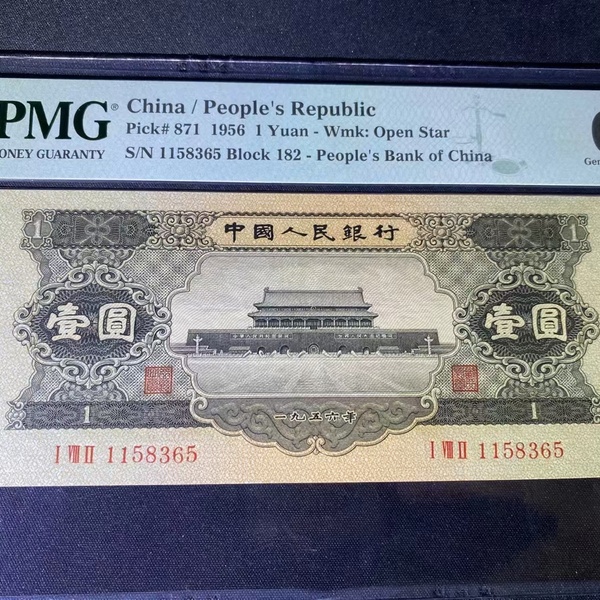 PMG®
ONEY GUARANTY
China / People's Republic
Pick# 871 1956 1 Yuan - Wmk: Open Star
S/N 1158365 Block 182 - People's Bank of China
Gen
1
中國人民銀行
1
壹圓
壹圓
1
一九五六年
1
I VIII II 1158365
I VIII II 1158365